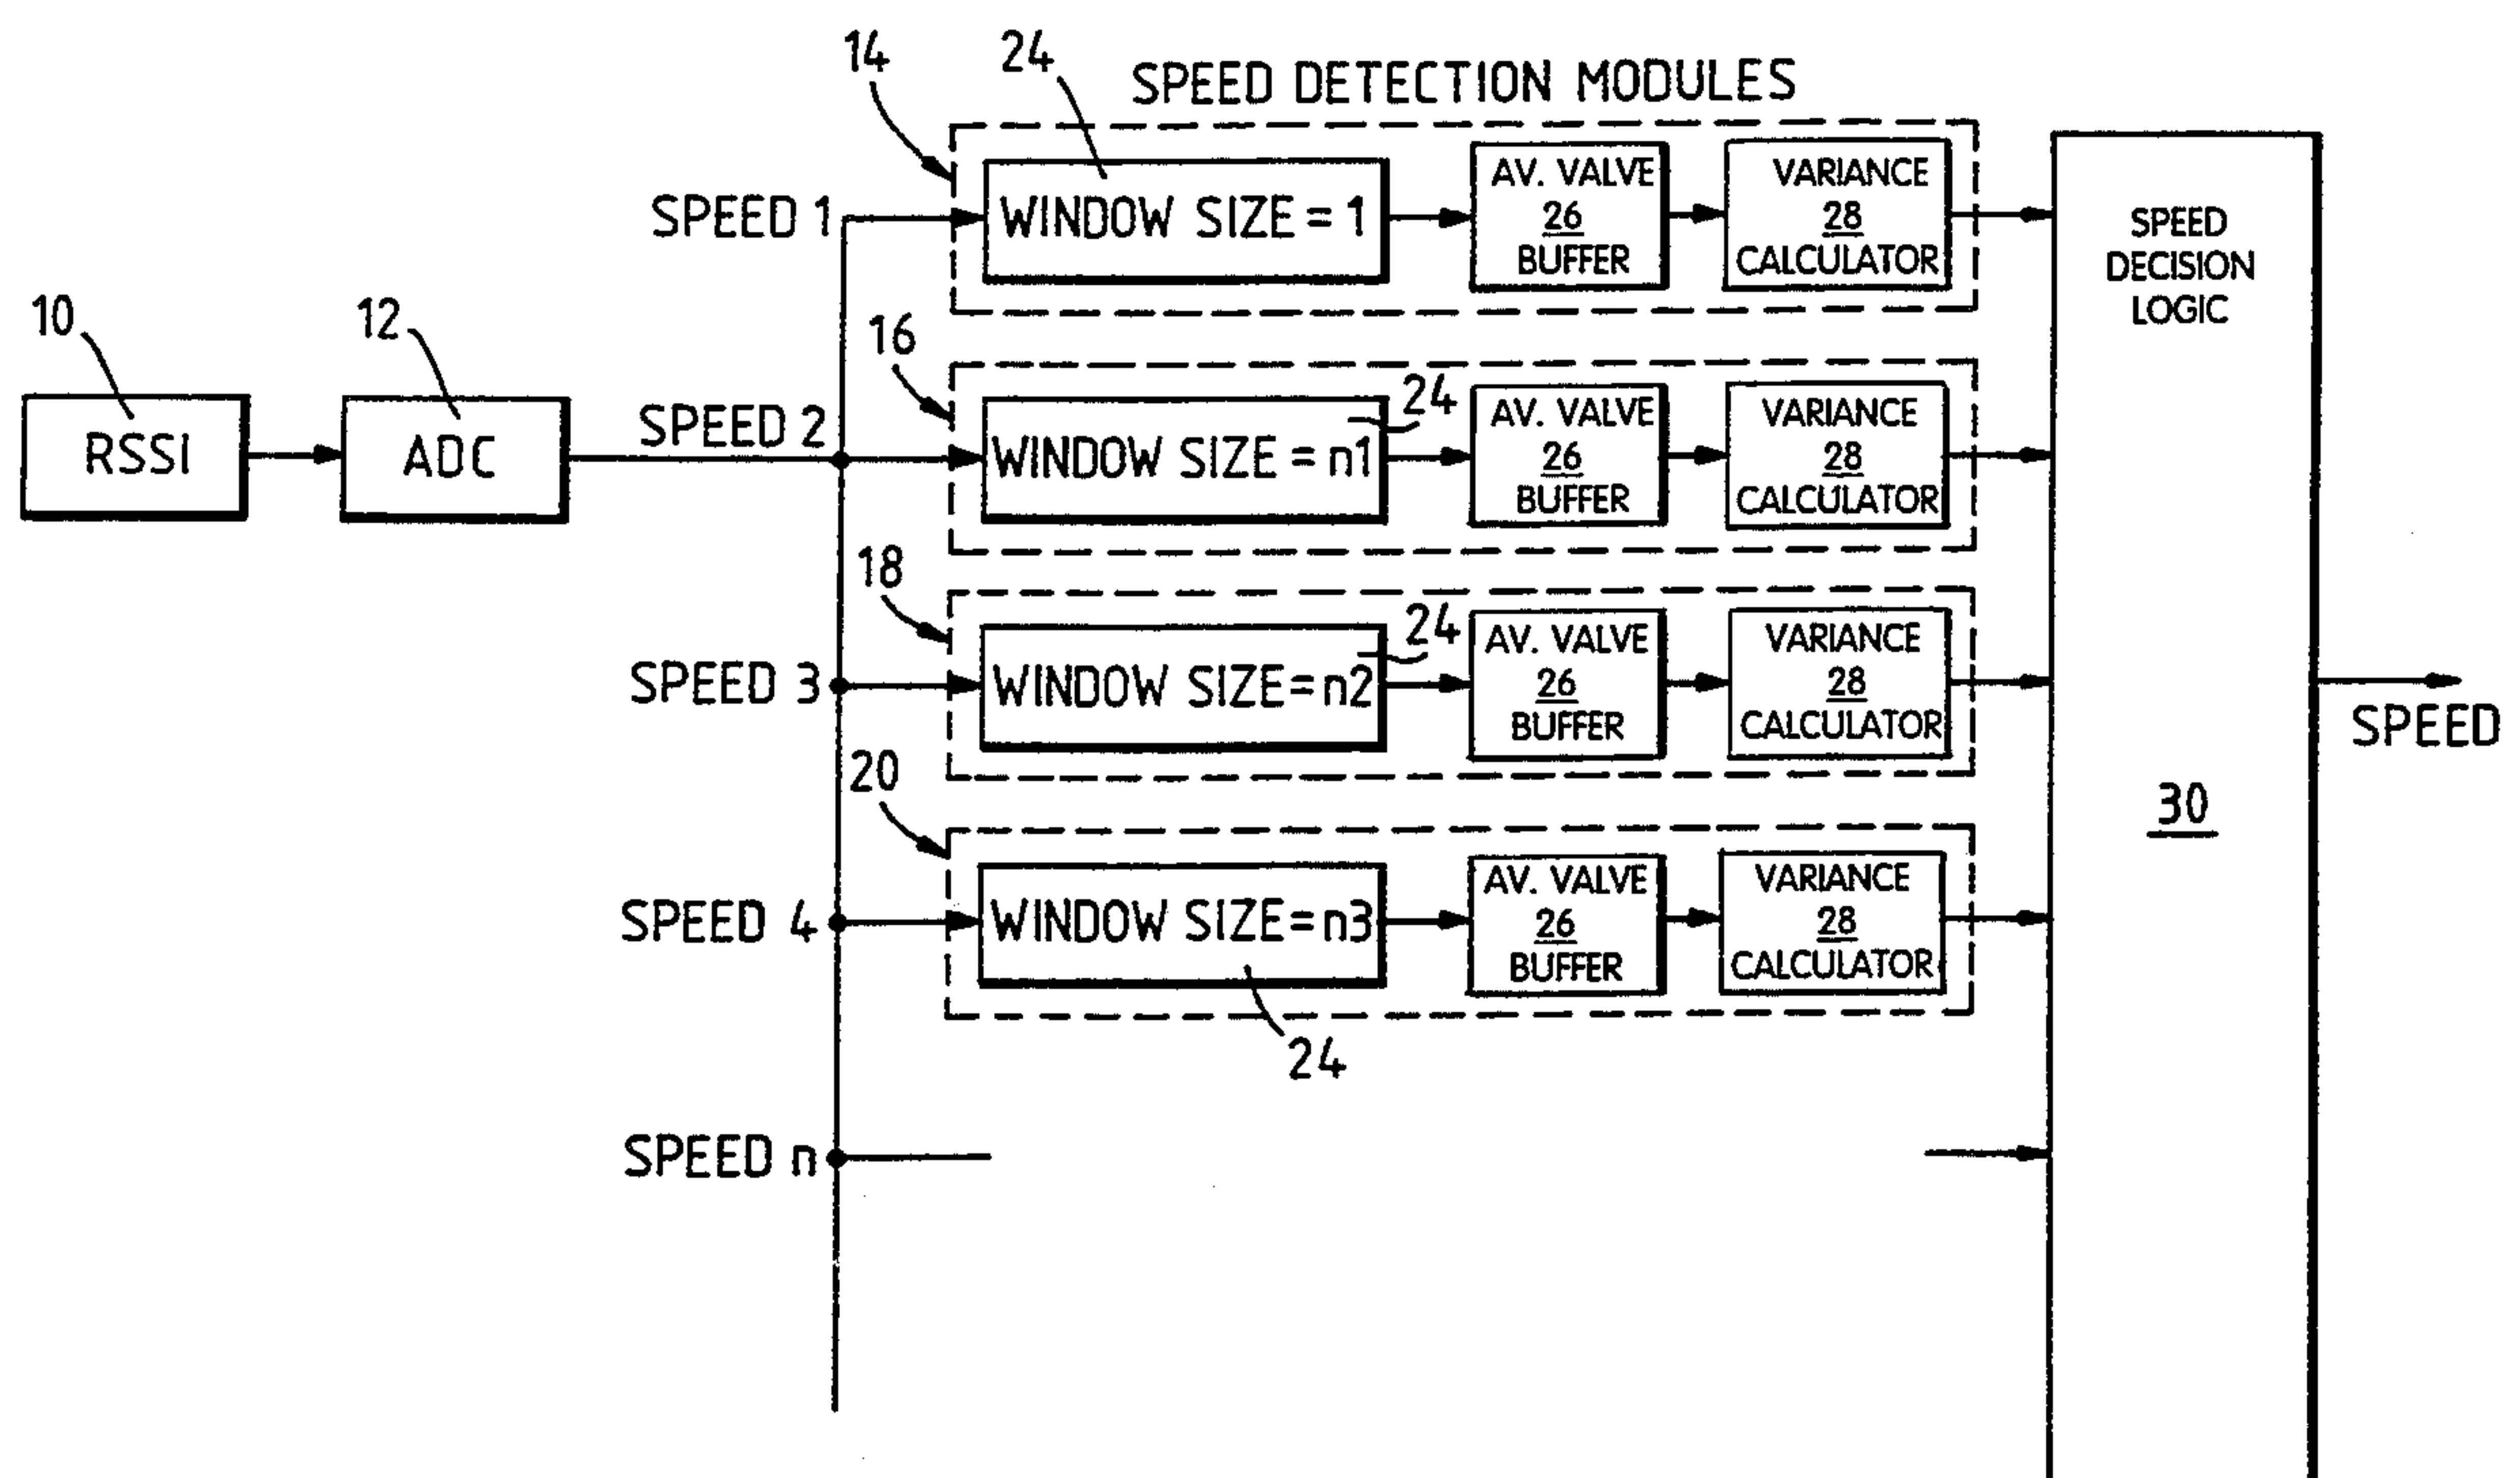 14
24
SPEED DETECTION MODULES
SPEED 1
WINDOW SIZE = 1
AV. VALVE
26
BUFFER
VARIANCE
28
CALCULATOR
SPEED
DECISION
LOGIC
10
12
16
RSSI
ADC
SPEED 2
WINDOW SIZE = n1
24
AV. VALVE
26
BUFFER
VARIANCE
28
CALCULATOR
18
SPEED 3
WINDOW SIZE=n2
24
AV. VALVE
26
BUFFER
VARIANCE
28
CALCULATOR
SPEED
20
30
SPEED 4
WINDOW SIZE=n3
AV. VALVE
26
BUFFER
VARIANCE
28
CALCULATOR
24
SPEED n